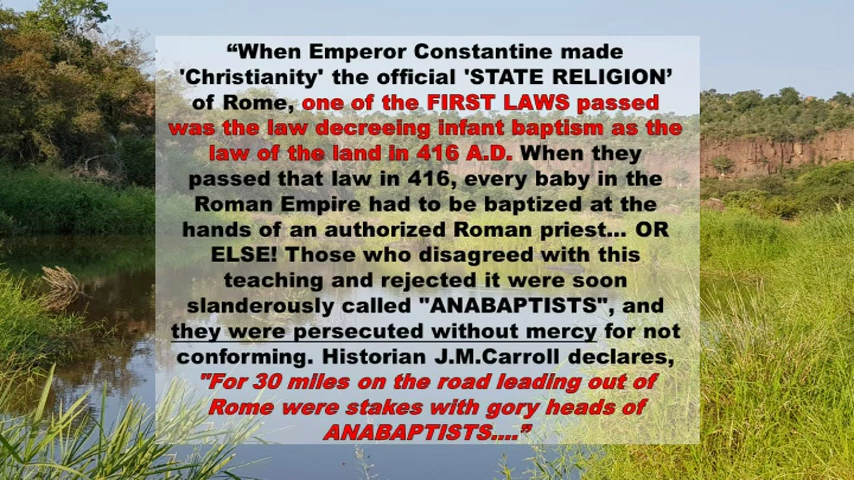 “When Emperor Constantine made
'Christianity' the official 'STATE RELIGION’
of Rome, one of the FIRST LAWS passed
was the law decreeing infant baptism as the
law of the land in 416 A.D. When they
passed that law in 416, every baby in the
Roman Empire had to be baptized at the
hands of an authorized Roman priest... OR
ELSE! Those who disagreed with this
teaching and rejected it were soon
slanderously called "ANABAPTISTS", and
they were persecuted without mercy for not
conforming. Historian J.M.Carroll declares,
"For 30 miles on the road leading out of
Rome were stakes with gory heads of
ANABAPTISTS....”